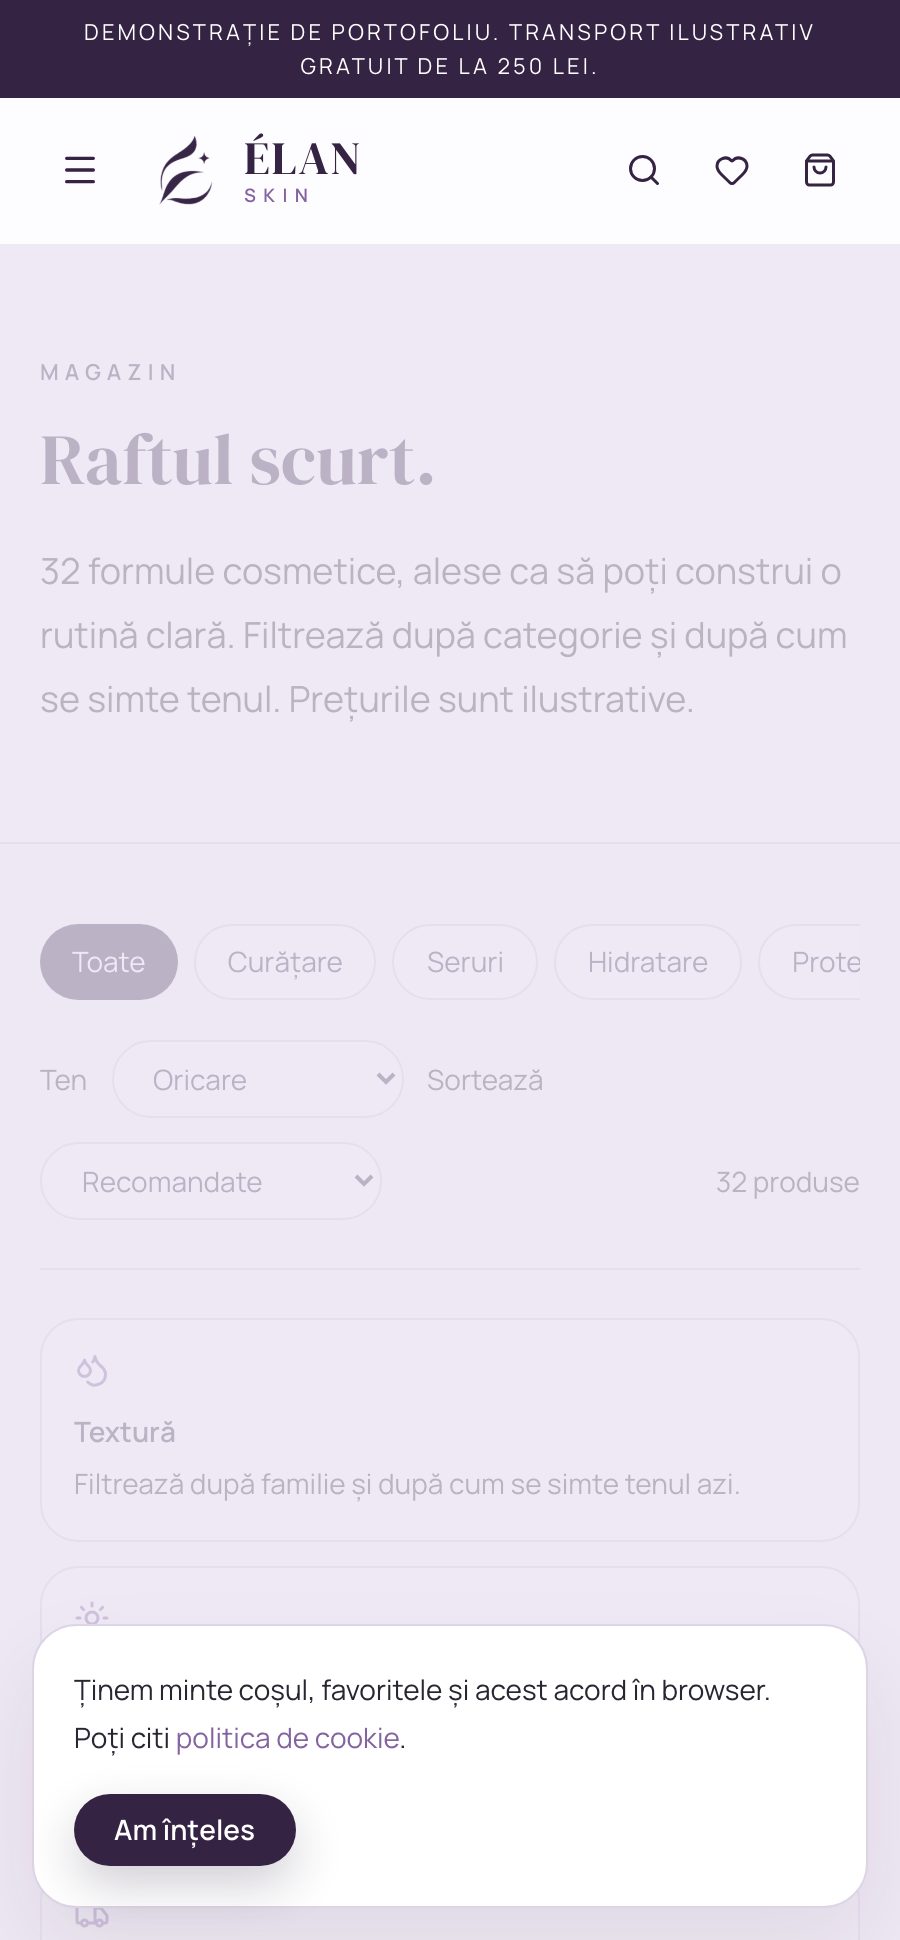 DEMONSTRAȚIE DE PORTOFOLIU. TRANSPORT ILUSTRATIV
GRATUIT DE LA 250 LEI.
ÉLAN
SKIN
MAGAZIN
Raftul scurt.
32 formule cosmetice, alese ca să poți construi o
rutină clară. Filtrează după categorie și după cum
se simte tenul. Prețurile sunt ilustrative.
Toate Curățare Seruri Hidratare Prote
Ten Oricare Sortează
Recomandate 32 produse
Textură
Filtrează după familie și după cum se simte tenul azi.
Ținem minte coșul, favoritele și acest acord în browser.
Poți citi politica de cookie.
Am înțeles